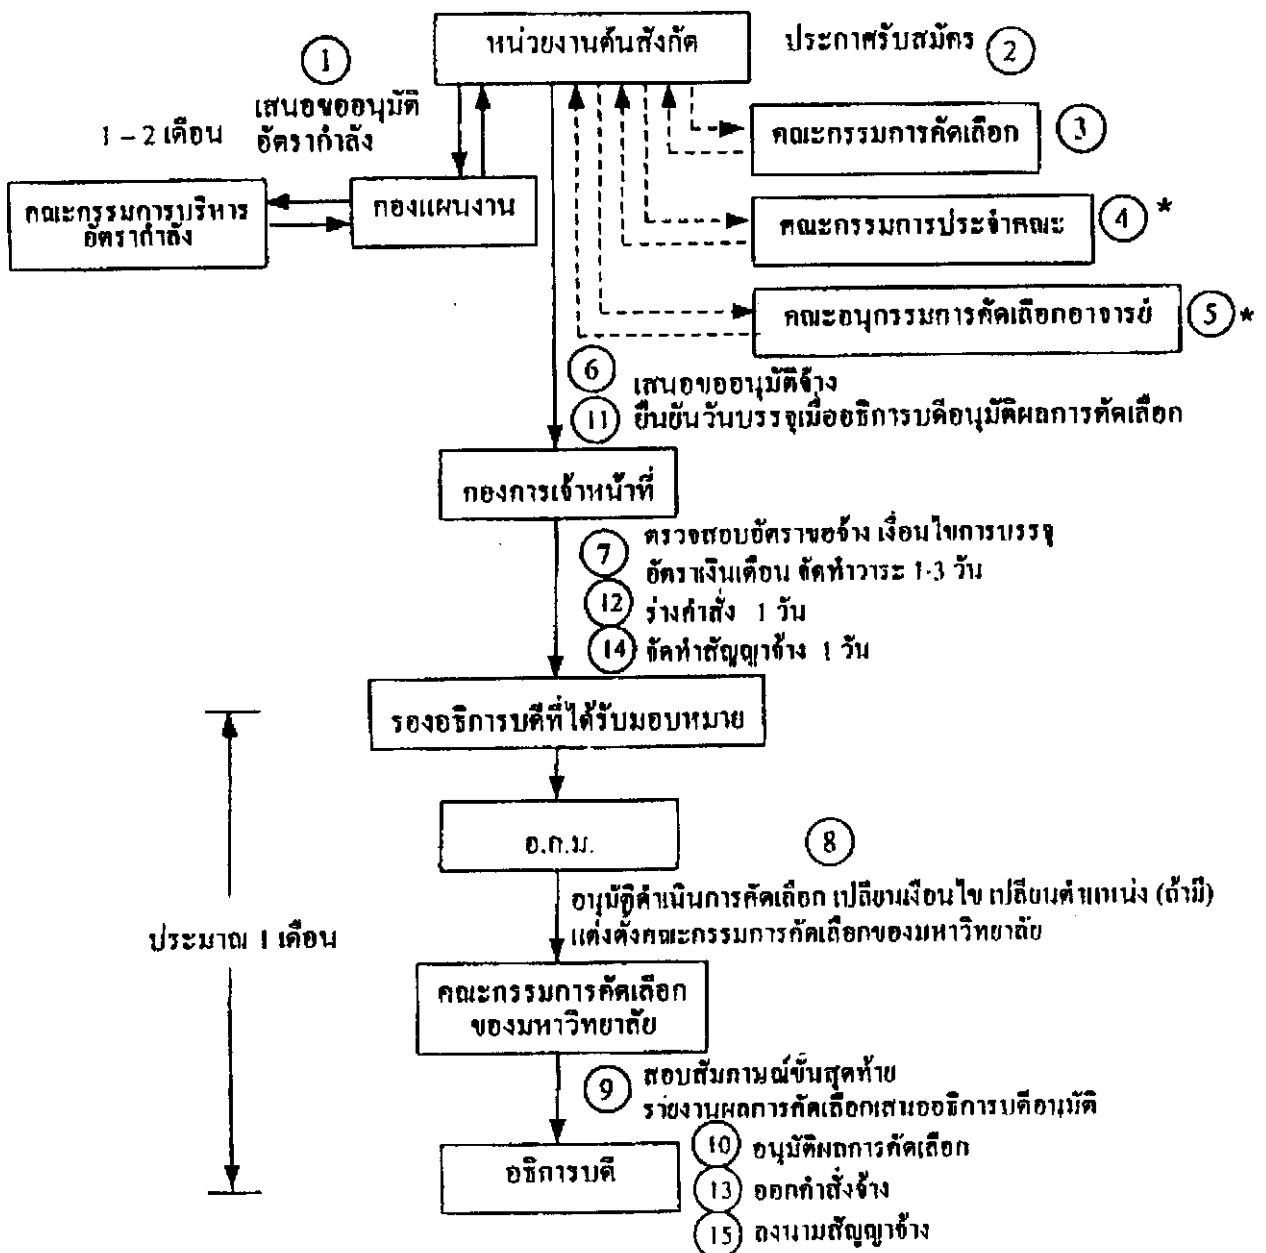 หน่วยงานต้นสังกัด
ประกาศรับสมัคร 2
1
เสนอขออนุมัติ
อัตรากำลัง
1 – 2 เดือน
คณะกรรมการคัดเลือก 3
กองแผนงาน
คณะกรรมการบริหาร
อัตรากำลัง
คณะกรรมการประจำคณะ 4 *
คณะอนุกรรมการคัดเลือกอาจารย์ 5 *
6 เสนอขออนุมัติจ้าง
11 ยืนยันวันบรรจุเมื่ออธิการบดีอนุมัติผลการคัดเลือก
กองการเจ้าหน้าที่
7 ตรวจสอบอัตราขอจ้าง เงื่อนไขการบรรจุ
อัตราเงินเดือน จัดทำวาระ 1-3 วัน
12 ร่างคำสั่ง 1 วัน
14 จัดทำสัญญาจ้าง 1 วัน
รองอธิการบดีที่ได้รับมอบหมาย
อ.ก.ม.
8
อนุมัติดำเนินการคัดเลือก เปลี่ยนเงื่อนไข เปลี่ยนตำแหน่ง (ถ้ามี)
แต่งตั้งคณะกรรมการคัดเลือกของมหาวิทยาลัย
ประมาณ 1 เดือน
คณะกรรมการคัดเลือก
ของมหาวิทยาลัย
9 สอบสัมภาษณ์ขั้นสุดท้าย
รายงานผลการคัดเลือกเสนออธิการบดีอนุมัติ
อธิการบดี
10 อนุมัติผลการคัดเลือก
13 ออกคำสั่งจ้าง
15 ลงนามสัญญาจ้าง